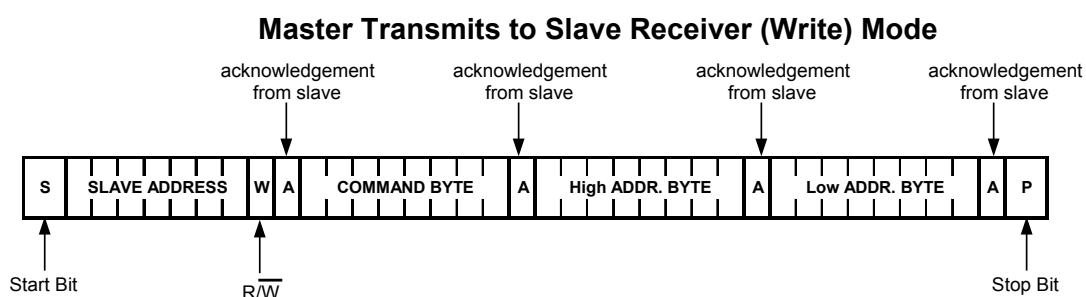 Master Transmits to Slave Receiver (Write) Mode
acknowledgement
from slave
acknowledgement
from slave
acknowledgement
from slave
acknowledgement
from slave
S SLAVE ADDRESS W A COMMAND BYTE A High ADDR. BYTE A Low ADDR. BYTE A P
Start Bit
R/W̅
Stop Bit